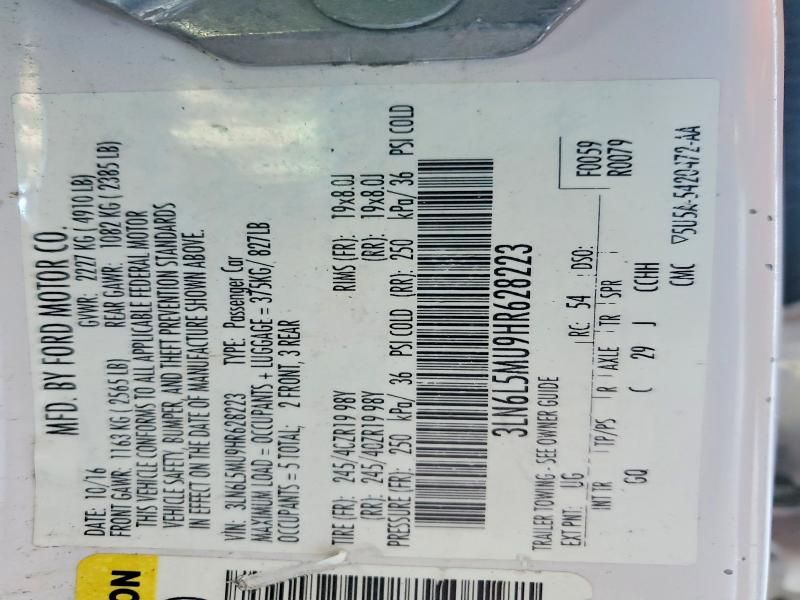 MFD. BY FORD MOTOR CO.
DATE: 10/16 GVWR: 2227 KG ( 4910 LB)
FRONT GAWR: 1163 KG ( 2565 LB) REAR GAWR: 1082 KG ( 2385 LB)
THIS VEHICLE CONFORMS TO ALL APPLICABLE FEDERAL MOTOR
VEHICLE SAFETY, BUMPER, AND THEFT PREVENTION STANDARDS
IN EFFECT ON THE DATE OF MANUFACTURE SHOWN ABOVE.
VIN: 3LN6L5MU9HR628223 TYPE: Passenger Car
MAXIMUM LOAD = OCCUPANTS + LUGGAGE = 375KG/ 827LB
OCCUPANTS = 5 TOTAL; 2 FRONT, 3 REAR
TIRE (FR): 245/40ZR19 98Y RIMS (FR): 19x8.0J
(RR): 245/40ZR19 98Y (RR): 19x8.0J
PRESSURE (FR): 250 kPa/ 36 PSI COLD (RR): 250 kPa/ 36 PSI COLD
3LN6L5MU9HR628223
TRAILER TOWING - SEE OWNER GUIDE F0059
EXT PNT: UG RC: 54 DSO: R0079
INT TR TP/PS R AXLE TR SPR
GQ C 29 J CCHH
CMC ▽5U5A-5420472-AA
ON